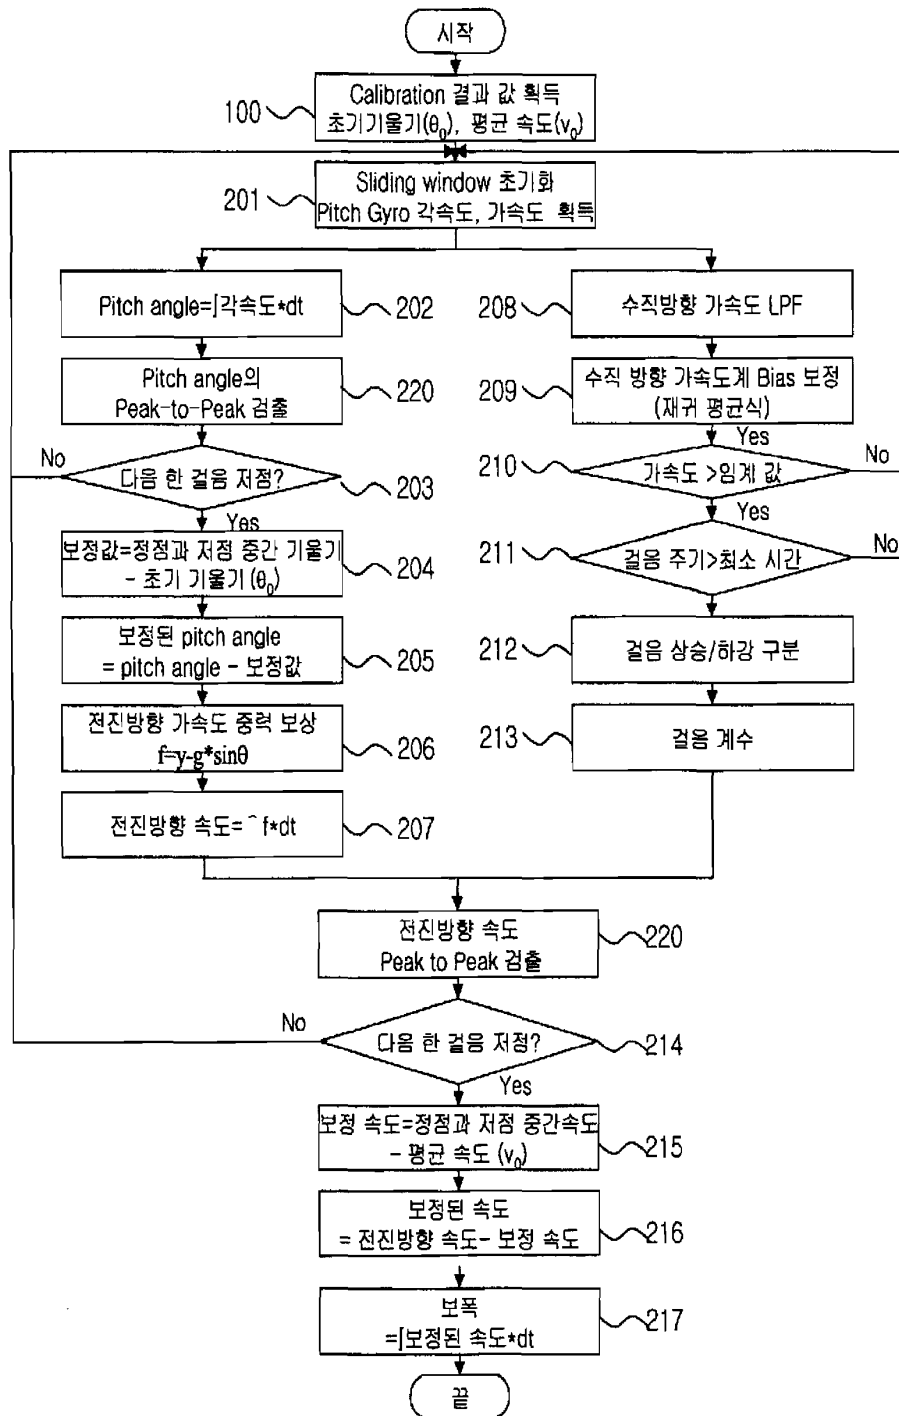 시작
Calibration 결과 값 획득
초기기울기(θ₀), 평균 속도(v₀)
100
Sliding window 초기화
Pitch Gyro 각속도, 가속도 획득
201
Pitch angle=∫각속도*dt
202
Pitch angle의
Peak-to-Peak 검출
220
No
다음 한 걸음 저점?
203
Yes
보정값=정점과 저점 중간 기울기
- 초기 기울기(θ₀)
204
보정된 pitch angle
= pitch angle - 보정값
205
전진방향 가속도 중력 보상
f=y-g*sinθ
206
전진방향 속도=^f*dt
207
208
수직방향 가속도 LPF
209
수직 방향 가속도계 Bias 보정
(재귀 평균식)
Yes
210
가속도 >임계 값
No
Yes
211
걸음 주기>최소 시간
No
212
걸음 상승/하강 구분
213
걸음 계수
전진방향 속도
Peak to Peak 검출
220
No
다음 한 걸음 저점?
214
Yes
보정 속도=정점과 저점 중간속도
- 평균 속도 (v₀)
215
보정된 속도
= 전진방향 속도- 보정 속도
216
보폭
=∫보정된 속도*dt
217
끝